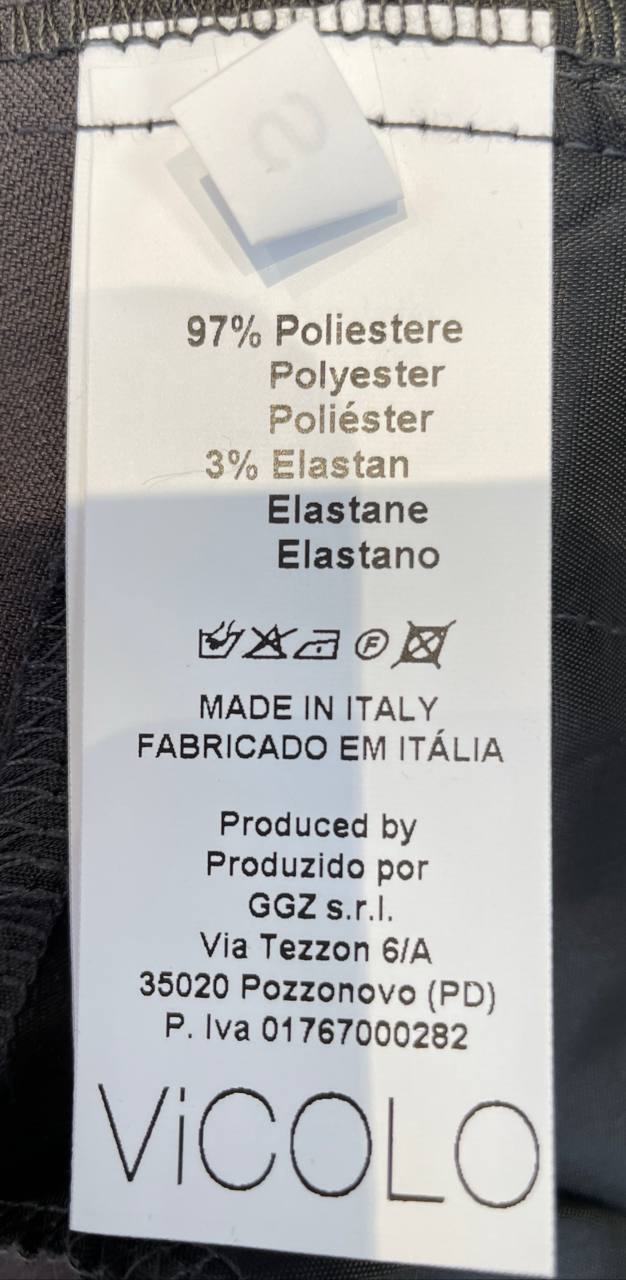 S
97% Poliestere
Polyester
Poliéster
3% Elastan
Elastane
Elastano
F
MADE IN ITALY
FABRICADO EM ITÁLIA
Produced by
Produzido por
GGZ s.r.l.
Via Tezzon 6/A
35020 Pozzonovo (PD)
P. Iva 01767000282
ViCOLO